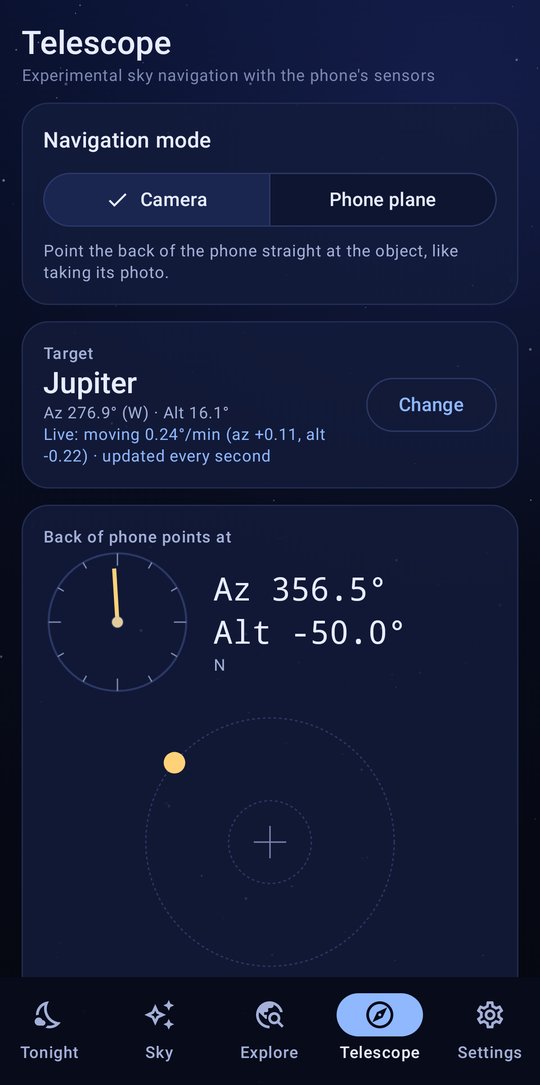 Telescope
Experimental sky navigation with the phone's sensors
Navigation mode
Camera
Phone plane
Point the back of the phone straight at the object, like
taking its photo.
Target
Jupiter
Az 276.9° (W) · Alt 16.1°
Live: moving 0.24°/min (az +0.11, alt
-0.22) · updated every second
Change
Back of phone points at
Az 356.5°
Alt -50.0°
N
Tonight
Sky
Explore
Telescope
Settings